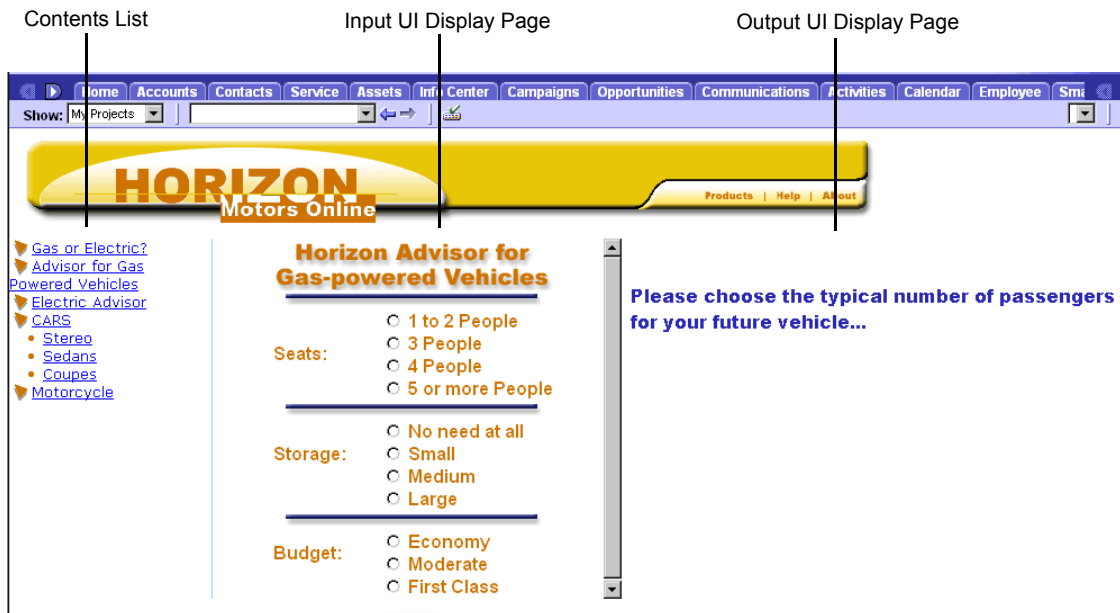 Contents List
Input UI Display Page
Output UI Display Page
Home Accounts Contacts Service Assets Info Center Campaigns Opportunities Communications Activities Calendar Employee Sma
Show: My Projects
HORIZON
Motors Online
Products | Help | About
Gas or Electric?
Advisor for Gas
Powered Vehicles
Electric Advisor
CARS
Stereo
Sedans
Coupes
Motorcycle
Horizon Advisor for
Gas-powered Vehicles
Seats:
1 to 2 People
3 People
4 People
5 or more People
Storage:
No need at all
Small
Medium
Large
Budget:
Economy
Moderate
First Class
Please choose the typical number of passengers
for your future vehicle...